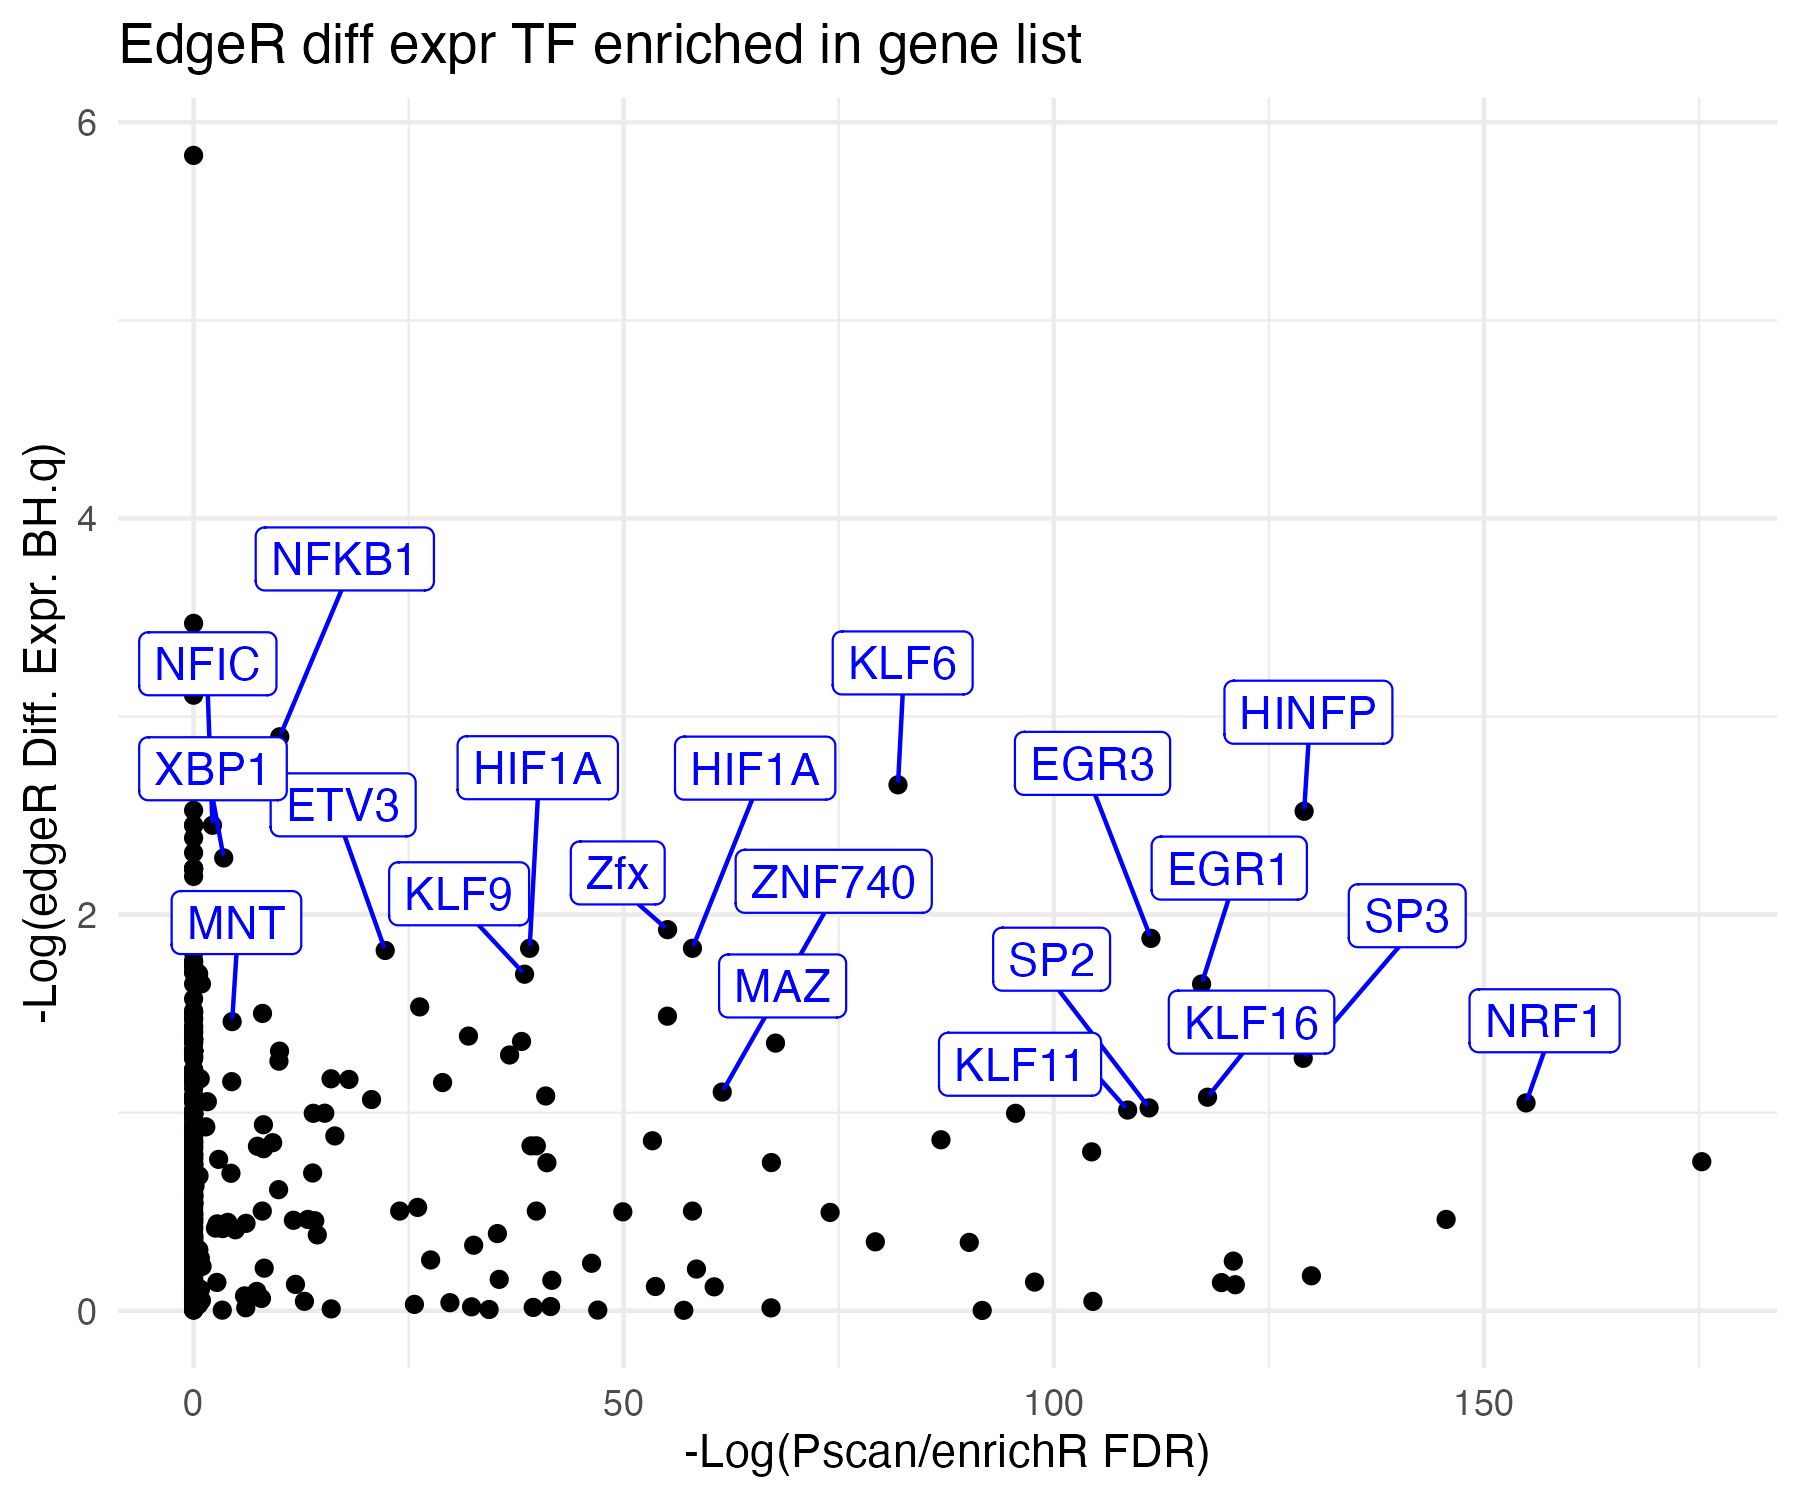 EdgeR diff expr TF enriched in gene list
6
4
2
0
-Log(edgeR Diff. Expr. BH.q)
NFKB1
NFIC
KLF6
HINFP
XBP1
HIF1A
HIF1A
EGR3
ETV3
Zfx
ZNF740
EGR1
KLF9
SP3
MNT
SP2
MAZ
KLF16
NRF1
KLF11
0
50
100
150
-Log(Pscan/enrichR FDR)